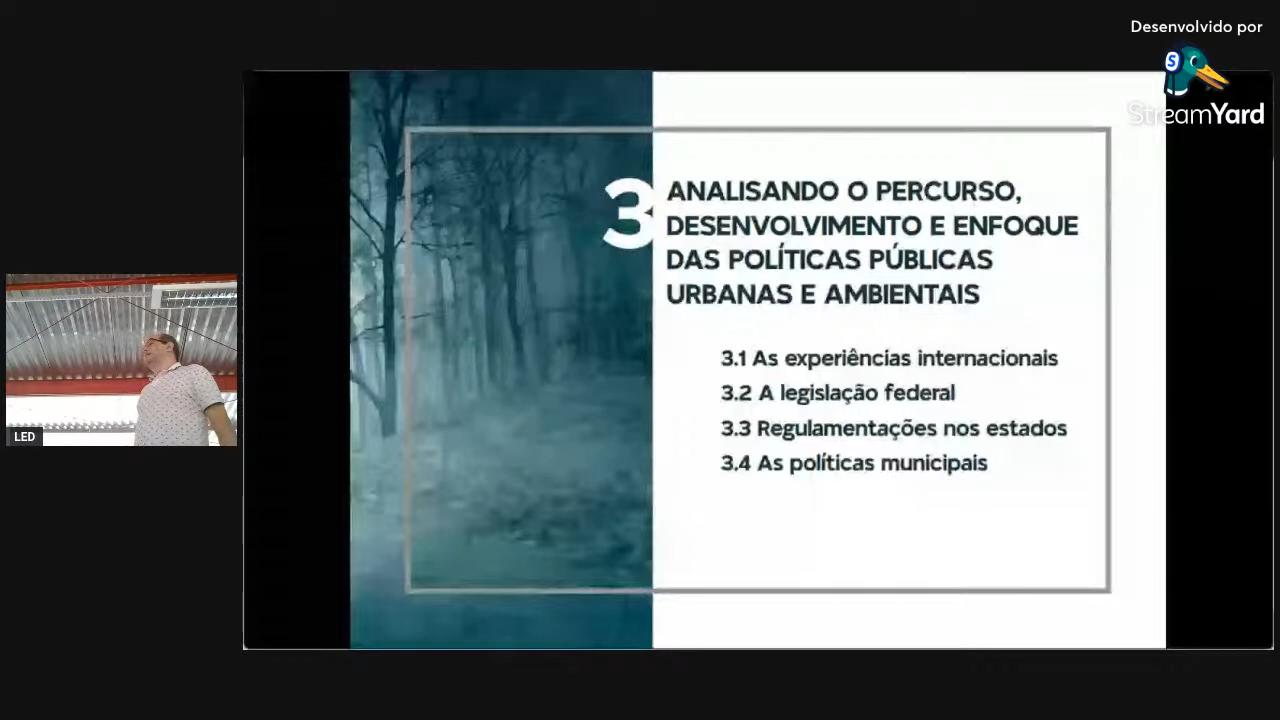 Desenvolvido por
S
StreamYard
3
ANALISANDO O PERCURSO,
DESENVOLVIMENTO E ENFOQUE
DAS POLÍTICAS PÚBLICAS
URBANAS E AMBIENTAIS
3.1 As experiências internacionais
3.2 A legislação federal
3.3 Regulamentações nos estados
3.4 As políticas municipais
LED